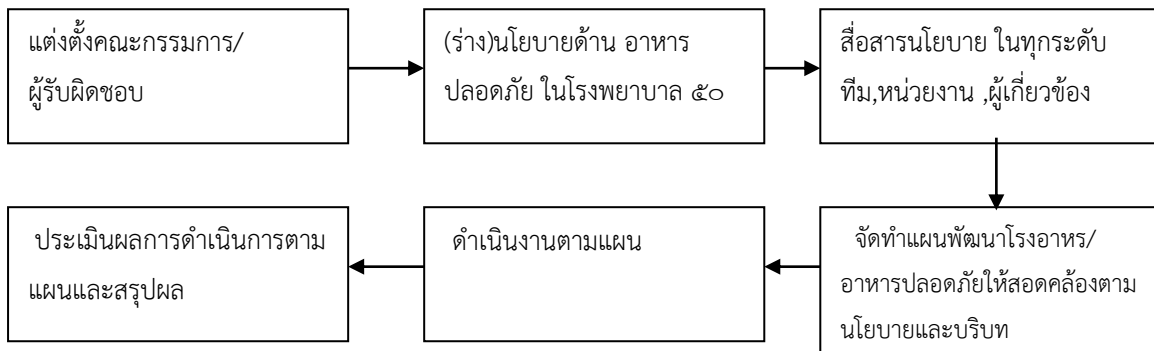 แต่งตั้งคณะกรรมการ/
ผู้รับผิดชอบ
(ร่าง)นโยบายด้าน อาหาร
ปลอดภัย ในโรงพยาบาล ๕๐
สื่อสารนโยบาย ในทุกระดับ
ทีม,หน่วยงาน ,ผู้เกี่ยวข้อง
จัดทำแผนพัฒนาโรงอาหร/
อาหารปลอดภัยให้สอดคล้องตาม
นโยบายและบริบท
ดำเนินงานตามแผน
ประเมินผลการดำเนินการตาม
แผนและสรุปผล